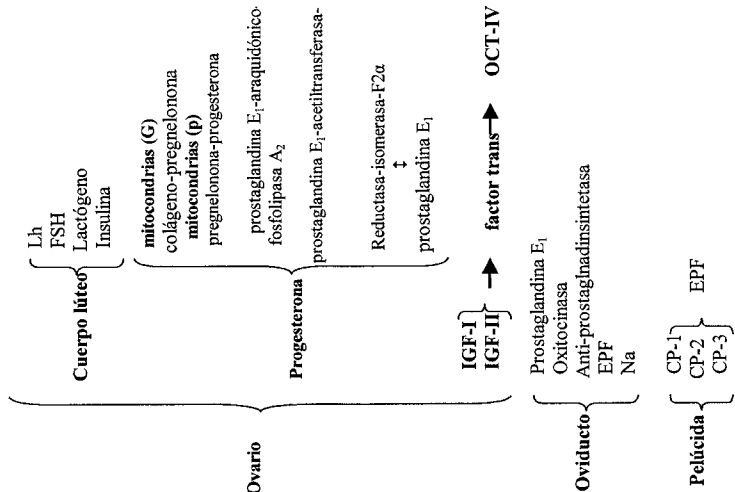 Ovario
Cuerpo lúteo
Lh
FSH
Lactógeno
Insulina
Progesterona
mitocondrias (G)
colágeno-pregnelonona
mitocondrias (p)
pregnelonona-progesterona
prostaglandina E₁-araquidónico-
fosfolipasa A₂
prostaglandina E₁-acetiltransferasa-
Reductasa-isomerasa-F2α
↕
prostaglandina E₁
IGF-I
IGF-II → factor trans → OCT-IV
Oviducto
Prostaglandina E₁
Oxitocinasa
Anti-prostaglnadinsintetasa
EPF
Na
Pelúcida
CP-1
CP-2
CP-3
EPF